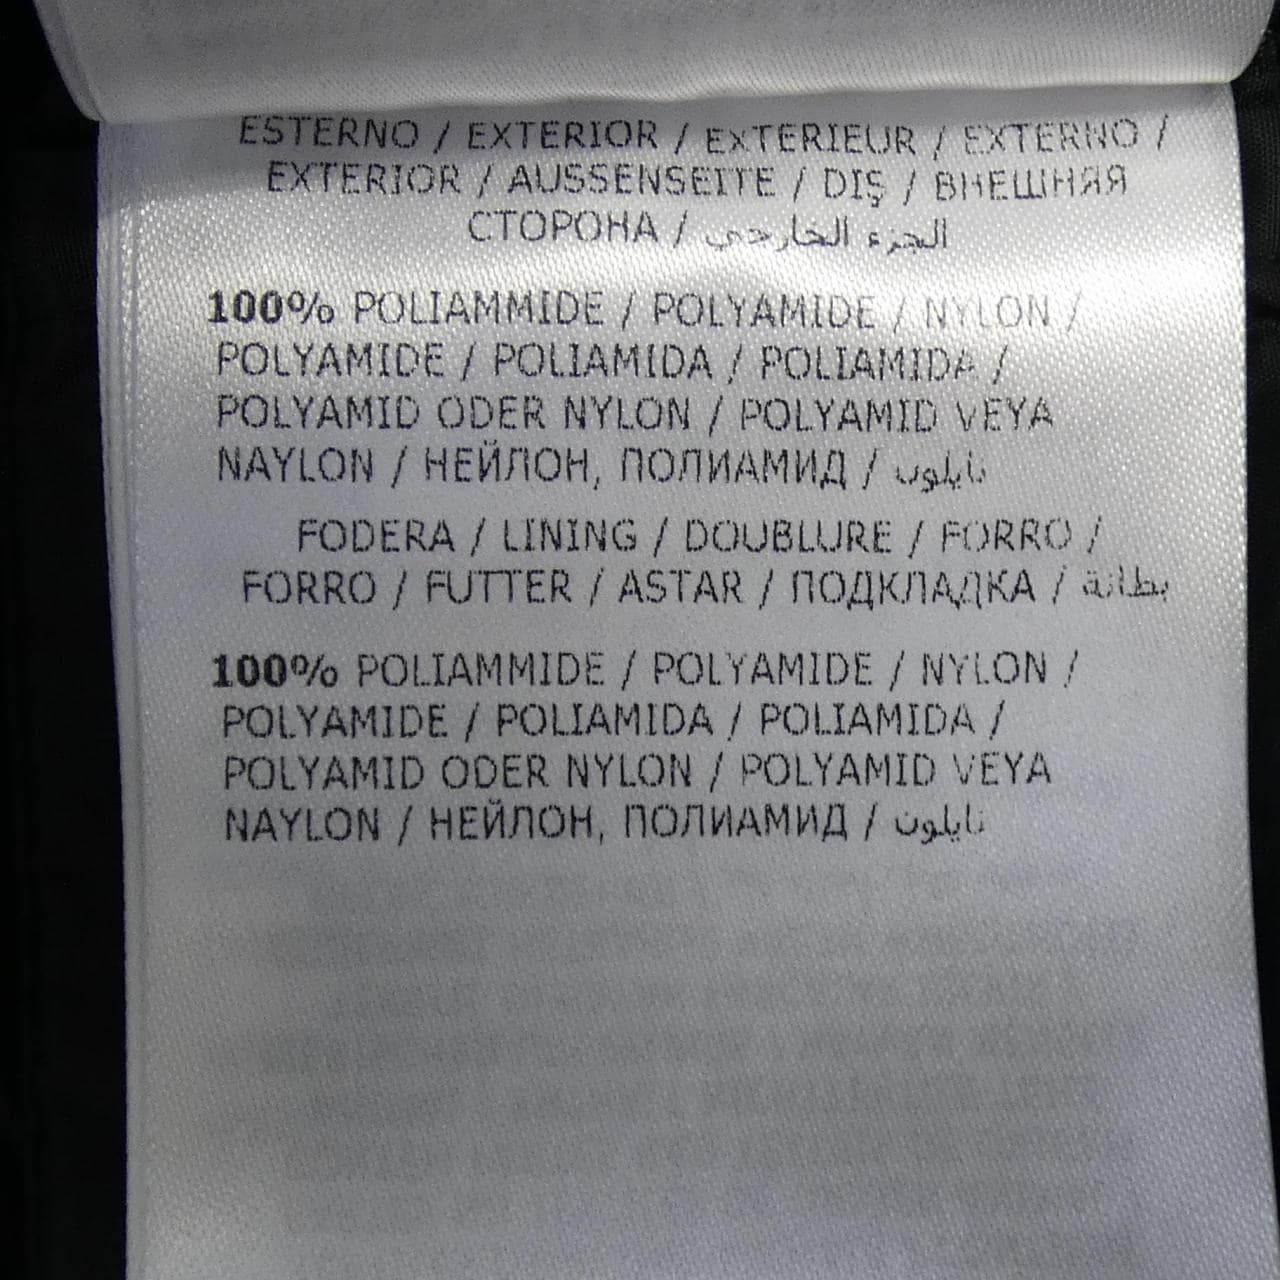 ESTERNO / EXTERIOR / EXTERIEUR / EXTERNO /
EXTERIOR / AUSSENSEITE / DIŞ / ВНЕШНЯЯ
СТОРОНА / الجزء الخارجي
100% POLIAMMIDE / POLYAMIDE / NYLON /
POLYAMIDE / POLIAMIDA / POLIAMIDA /
POLYAMID ODER NYLON / POLYAMID VEYA
NAYLON / НЕЙЛОН, ПОЛИАМИД / نايلون
FODERA / LINING / DOUBLURE / FORRO /
FORRO / FUTTER / ASTAR / ПОДКЛАДКА / بطانة
100% POLIAMMIDE / POLYAMIDE / NYLON /
POLYAMIDE / POLIAMIDA / POLIAMIDA /
POLYAMID ODER NYLON / POLYAMID VEYA
NAYLON / НЕЙЛОН, ПОЛИАМИД / نايلون